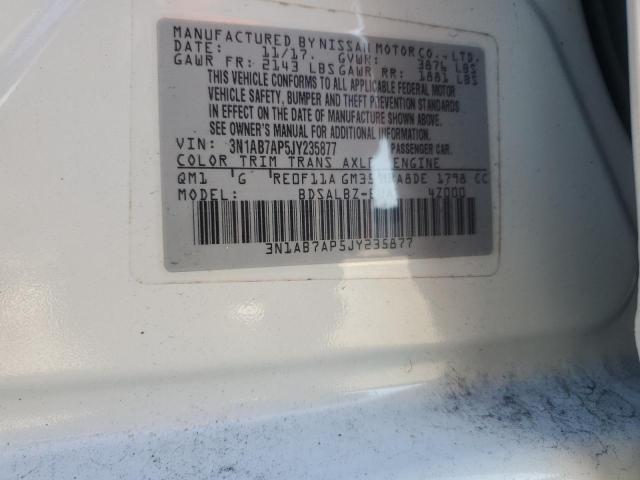 MANUFACTURED BY NISSAN MOTOR CO., LTD.
DATE: 11/17. GVWR: 3876 LBS
GAWR FR: 2143 LBS GAWR RR: 1881 LBS
THIS VEHICLE CONFORMS TO ALL APPLICABLE FEDERAL MOTOR
VEHICLE SAFETY, BUMPER AND THEFT PREVENTION STANDARDS
IN EFFECT ON THE DATE OF MANUFACTURE SHOWN ABOVE.
SEE OWNER'S MANUAL FOR ADDITIONAL INFORMATION.
VIN: 3N1AB7AP5JY235877 PASSENGER CAR.
COLOR TRIM TRANS AXLE ENGINE
QM1 G RE0F11A GM35 MRA8DE 1798 CC
MODEL: 4Z000
3N1AB7AP5JY235877